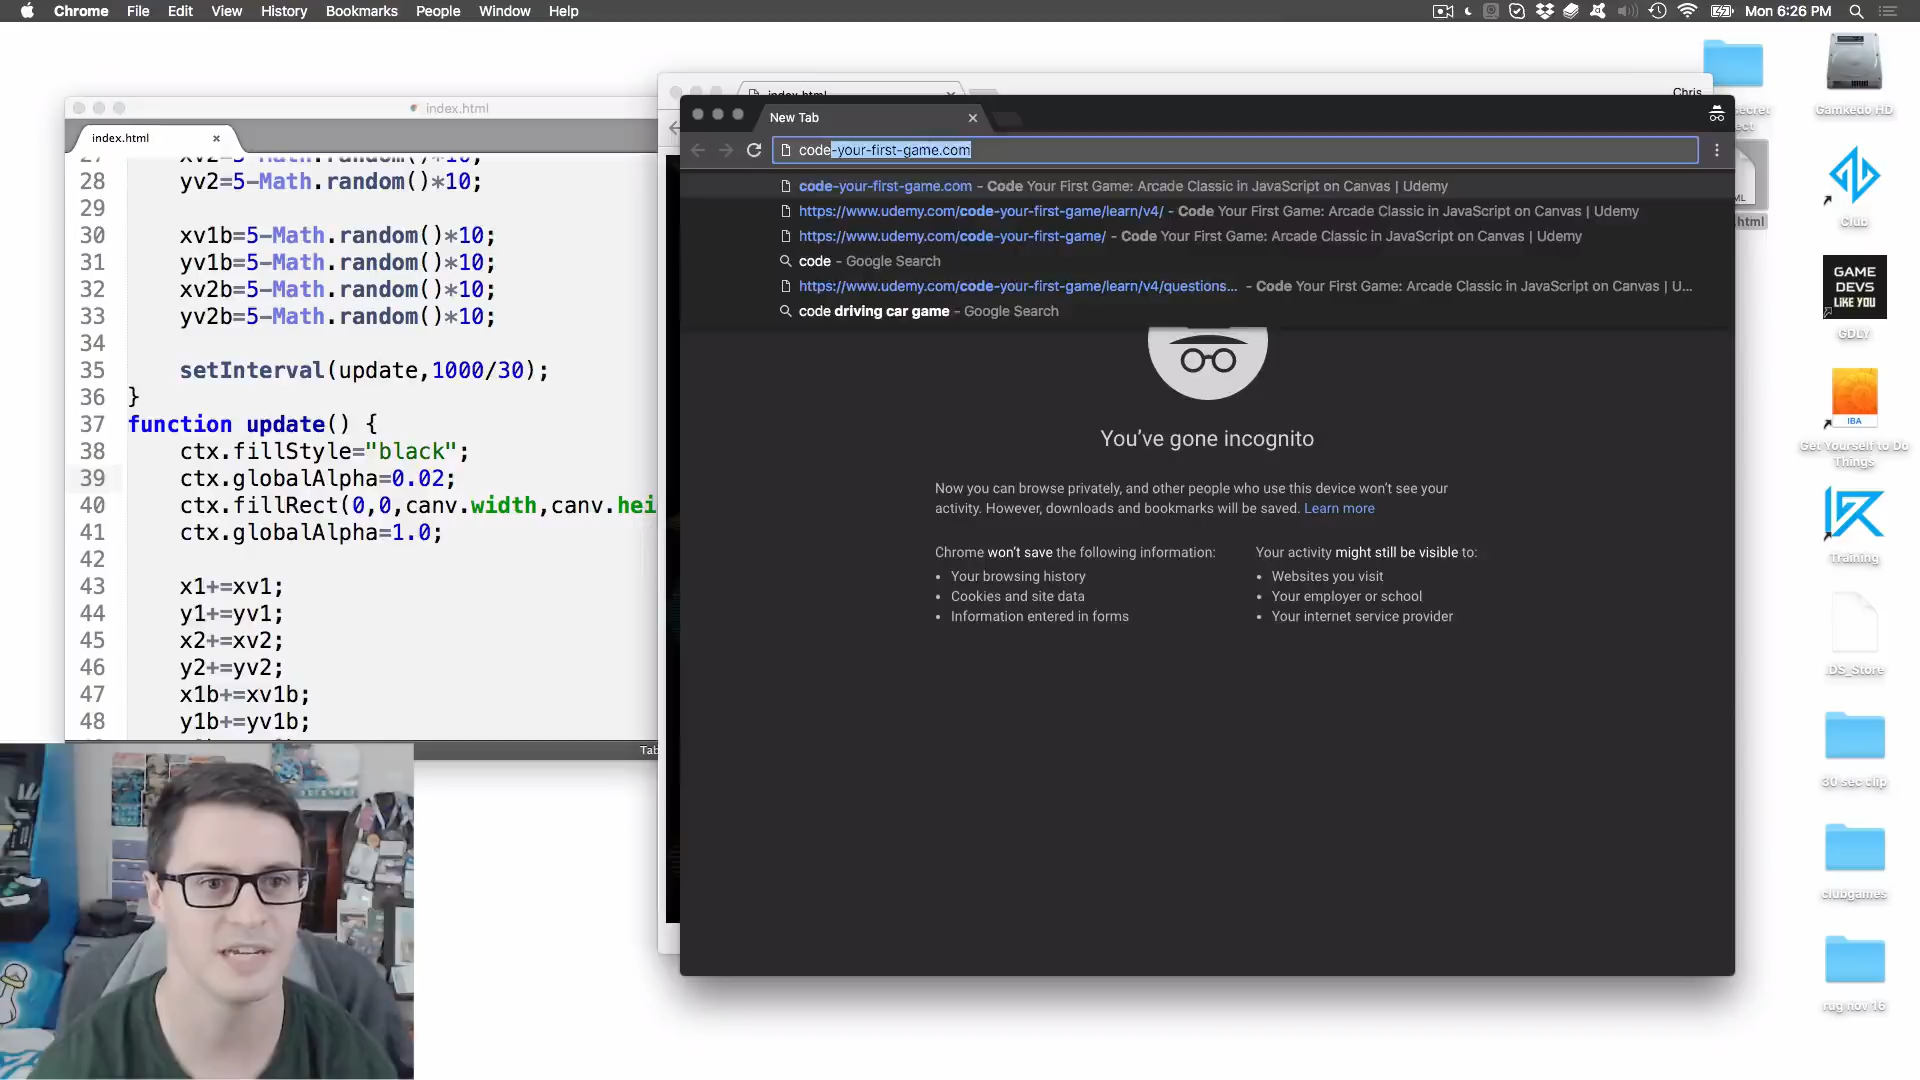 Chrome File Edit View History Bookmarks People Window Help
Mon 6:26 PM
index.html
index.html
28 yv2=5-Math.random()*10;
29
30 xv1b=5-Math.random()*10;
31 yv1b=5-Math.random()*10;
32 xv2b=5-Math.random()*10;
33 yv2b=5-Math.random()*10;
34
35 setInterval(update,1000/30);
36 }
37 function update() {
38 ctx.fillStyle="black";
39 ctx.globalAlpha=0.02;
40 ctx.fillRect(0,0,canv.width,canv.hei
41 ctx.globalAlpha=1.0;
42
43 x1+=xv1;
44 y1+=yv1;
45 x2+=xv2;
46 y2+=yv2;
47 x1b+=xv1b;
48 y1b+=yv1b;
Tab
index.html
Chris
New Tab
code-your-first-game.com
code-your-first-game.com – Code Your First Game: Arcade Classic in JavaScript on Canvas | Udemy
https://www.udemy.com/code-your-first-game/learn/v4/ - Code Your First Game: Arcade Classic in JavaScript on Canvas | Udemy
https://www.udemy.com/code-your-first-game/ - Code Your First Game: Arcade Classic in JavaScript on Canvas | Udemy
code – Google Search
https://www.udemy.com/code-your-first-game/learn/v4/questions... - Code Your First Game: Arcade Classic in JavaScript on Canvas | U...
code driving car game – Google Search
You've gone incognito
Now you can browse privately, and other people who use this device won't see your
activity. However, downloads and bookmarks will be saved. Learn more
Chrome won't save the following information:
• Your browsing history
• Cookies and site data
• Information entered in forms
Your activity might still be visible to:
• Websites you visit
• Your employer or school
• Your internet service provider
Gamkedo HD
Club
html
GAME
DEVS
LIKE YOU
GDLY
IBA
Get Yourself to Do
Things
Training
.DS_Store
30 sec clip
clubgames
rug nov 16